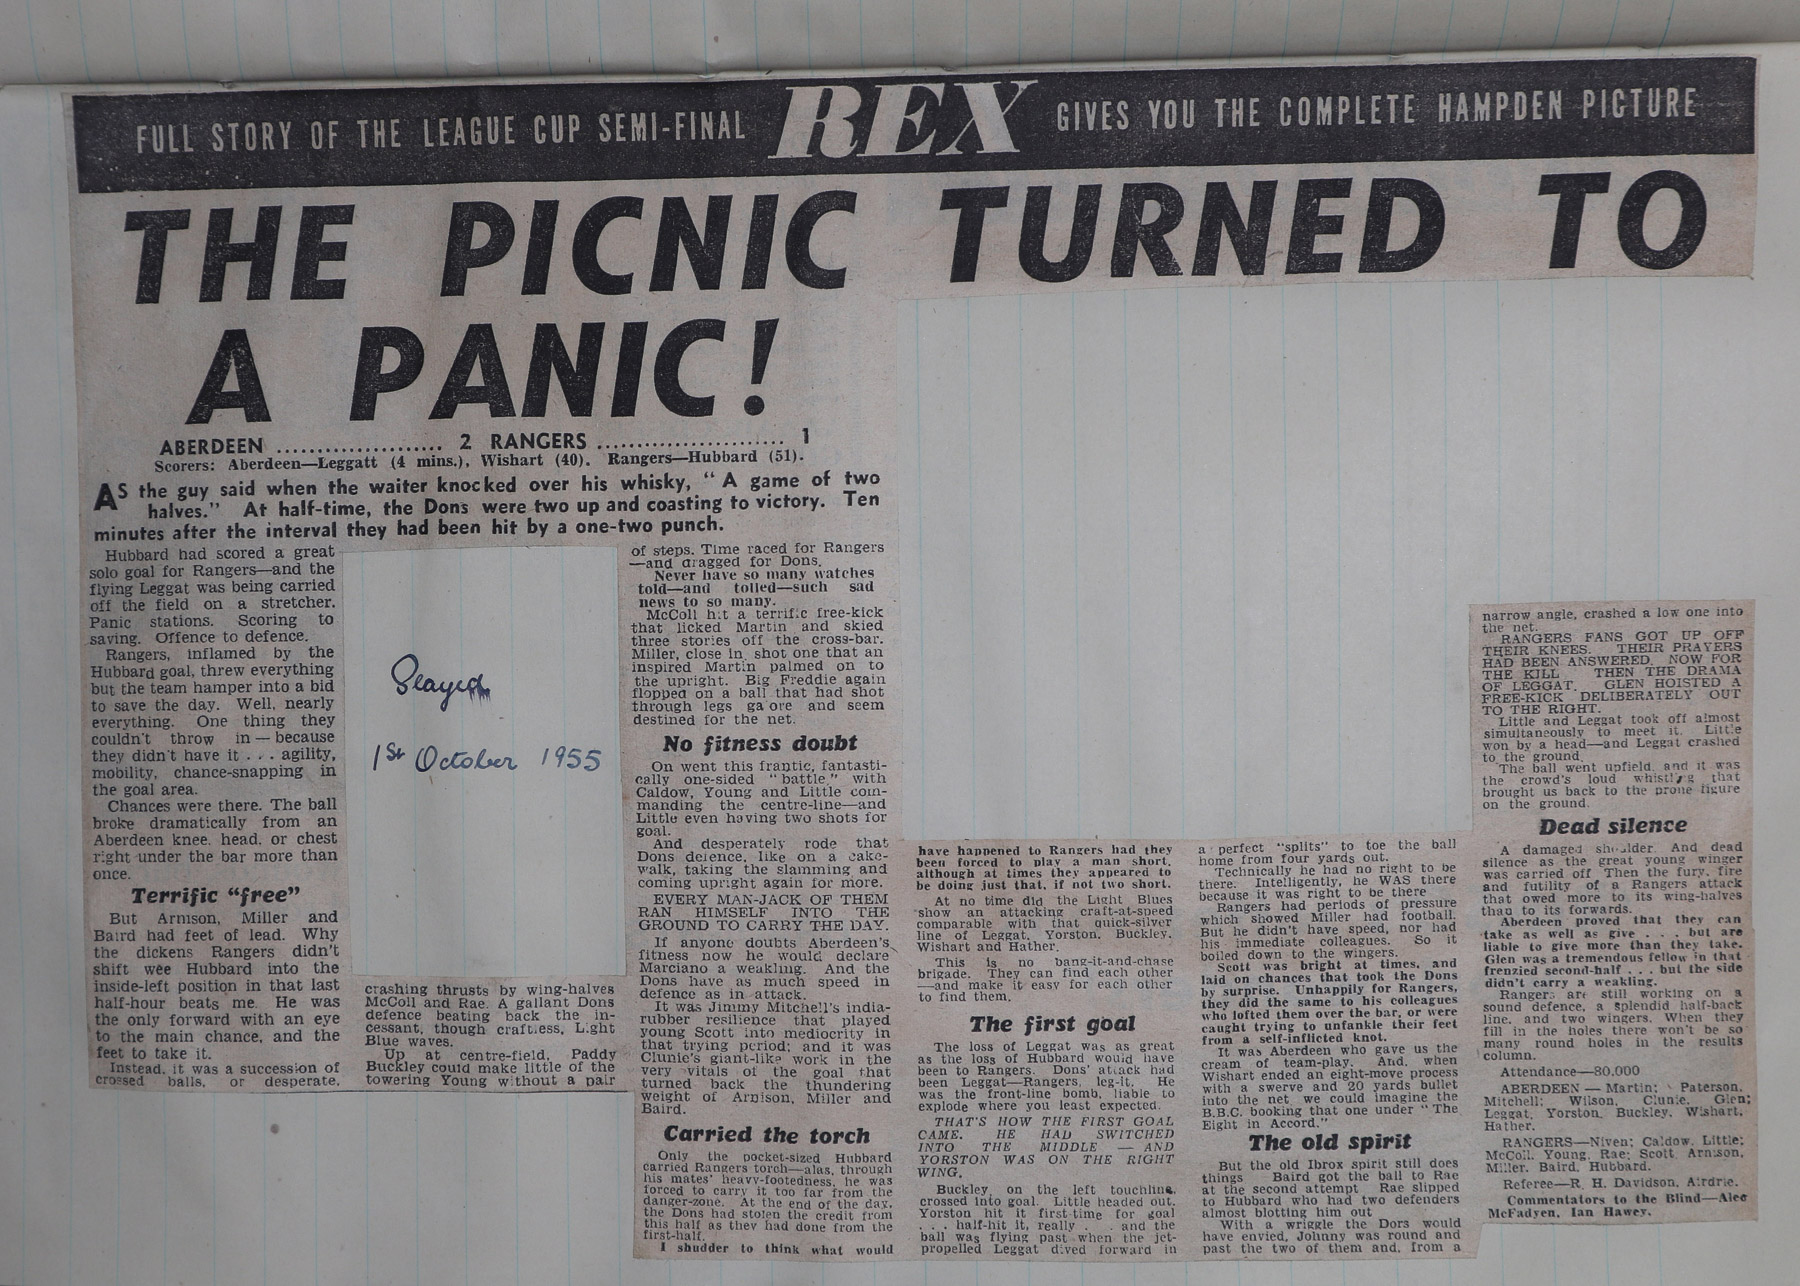 FULL STORY OF THE LEAGUE CUP SEMI-FINAL REX GIVES YOU THE COMPLETE HAMPDEN PICTURE
THE PICNIC TURNED TO
A PANIC!
ABERDEEN ..................... 2 RANGERS ........................ 1
Scorers: Aberdeen—Leggatt (4 mins.), Wishart (40). Rangers—Hubbard (51).
AS the guy said when the waiter knocked over his whisky, "A game of two
halves." At half-time, the Dons were two up and coasting to victory. Ten
minutes after the interval they had been hit by a one-two punch.
Hubbard had scored a great
solo goal for Rangers—and the
flying Leggat was being carried
off the field on a stretcher.
Panic stations. Scoring to
saving. Offence to defence.
Rangers, inflamed by the
Hubbard goal, threw everything
but the team hamper into a bid
to save the day. Well, nearly
everything. One thing they
couldn't throw in — because
they didn't have it . . . agility,
mobility, chance-snapping in
the goal area.
Chances were there. The ball
broke dramatically from an
Aberdeen knee, head, or chest
right under the bar more than
once.
Terrific "free"
But Arnison, Miller and
Baird had feet of lead. Why
the dickens Rangers didn't
shift wee Hubbard into the
inside-left position in that last
half-hour beats me. He was
the only forward with an eye
to the main chance, and the
feet to take it.
Instead, it was a succession of
crossed balls, or desperate,
Played
1st October 1955
crashing thrusts by wing-halves
McColl and Rae. A gallant Dons
defence beating back the in-
cessant, though craftless, Light
Blue waves.
Up at centre-field, Paddy
Buckley could make little of the
towering Young without a pair
of steps. Time raced for Rangers
—and dragged for Dons.
Never have so many watches
told—and tolled—such sad
news to so many.
McColl hit a terrific free-kick
that licked Martin and skied
three stories off the cross-bar.
Miller, close in, shot one that an
inspired Martin palmed on to
the upright. Big Freddie again
flopped on a ball that had shot
through legs galore and seem
destined for the net.
No fitness doubt
On went this frantic, fantasti-
cally one-sided "battle," with
Caldow, Young and Little com-
manding the centre-line—and
Little even having two shots for
goal.
And desperately rode that
Dons defence, like on a cake-
walk, taking the slamming and
coming upright again for more.
EVERY MAN-JACK OF THEM
RAN HIMSELF INTO THE
GROUND TO CARRY THE DAY.
If anyone doubts Aberdeen's
fitness now he would declare
Marciano a weakling. And the
Dons have as much speed in
defence as in attack.
It was Jimmy Mitchell's india-
rubber resilience that played
young Scott into mediocrity in
that trying period; and it was
Clunie's giant-like work in the
very vitals of the goal that
turned back the thundering
weight of Arnison, Miller and
Baird.
Carried the torch
Only the pocket-sized Hubbard
carried Rangers torch—alas, through
his mates' heavy-footedness, he was
forced to carry it too far from the
danger-zone. At the end of the day,
the Dons had stolen the credit from
this half as they had done from the
first-half.
I shudder to think what would
have happened to Rangers had they
been forced to play a man short,
although at times they appeared to
be doing just that, if not two short.
At no time did the Light Blues
show an attacking craft-at-speed
comparable with that quick-silver
line of Leggat, Yorston, Buckley,
Wishart and Hather.
This is no bang-it-and-chase
brigade. They can find each other
—and make it easy for each other
to find them.
The first goal
The loss of Leggat was as great
as the loss of Hubbard would have
been to Rangers. Dons' attack had
been Leggat—Rangers, leg-it. He
was the front-line bomb, liable to
explode where you least expected.
THAT'S HOW THE FIRST GOAL
CAME. HE HAD SWITCHED
INTO THE MIDDLE — AND
YORSTON WAS ON THE RIGHT
WING.
Buckley on the left touchline,
crossed into goal. Little headed out,
Yorston hit it first-time for goal
. . . half-hit it, really . . and the
ball was flying past when the jet-
propelled Leggat dived forward in
a perfect "splits" to toe the ball
home from four yards out.
Technically he had no right to be
there. Intelligently, he WAS there
because it was right to be there
Rangers had periods of pressure
which showed Miller had football.
But he didn't have speed, nor had
his immediate colleagues. So it
boiled down to the wingers.
Scott was bright at times, and
laid on chances that took the Dons
by surprise. Unhappily for Rangers,
they did the same to his colleagues
who lofted them over the bar, or were
caught trying to unfankle their feet
from a self-inflicted knot.
It was Aberdeen who gave us the
cream of team-play. And, when
Wishart ended an eight-move process
with a swerve and 20 yards bullet
into the net, we could imagine the
B.B.C. booking that one under "The
Eight in Accord."
The old spirit
But the old Ibrox spirit still does
things Baird got the ball to Rae
at the second attempt Rae slipped
to Hubbard who had two defenders
almost blotting him out
With a wriggle the Dors would
have envied, Johnny was round and
past the two of them and, from a
narrow angle, crashed a low one into
the net.
RANGERS FANS GOT UP OFF
THEIR KNEES. THEIR PRAYERS
HAD BEEN ANSWERED. NOW FOR
THE KILL THEN THE DRAMA
OF LEGGAT. GLEN HOISTED A
FREE-KICK DELIBERATELY OUT
TO THE RIGHT.
Little and Leggat took off almost
simultaneously to meet it. Little
won by a head—and Leggat crashed
to the ground.
The ball went upfield, and it was
the crowd's loud whistling that
brought us back to the prone figure
on the ground.
Dead silence
A damaged shoulder. And dead
silence as the great young winger
was carried off Then the fury, fire
and futility of a Rangers attack
that owed more to its wing-halves
than to its forwards.
Aberdeen proved that they can
take as well as give . . . but are
liable to give more than they take.
Glen was a tremendous fellow in that
frenzied second-half . . . but the side
didn't carry a weakling.
Rangers are still working on a
sound defence, a splendid half-back
line, and two wingers. When they
fill in the holes there won't be so
many round holes in the results
column.
Attendance—80,000
ABERDEEN — Martin; Paterson,
Mitchell; Wilson, Clunie, Glen;
Leggat, Yorston, Buckley, Wishart,
Hather.
RANGERS—Niven; Caldow, Little;
McColl, Young, Rae; Scott, Arnison,
Miller, Baird, Hubbard.
Referee—R. H. Davidson, Airdrie.
Commentators to the Blind—Alec
McFadyen, Ian Hawey.